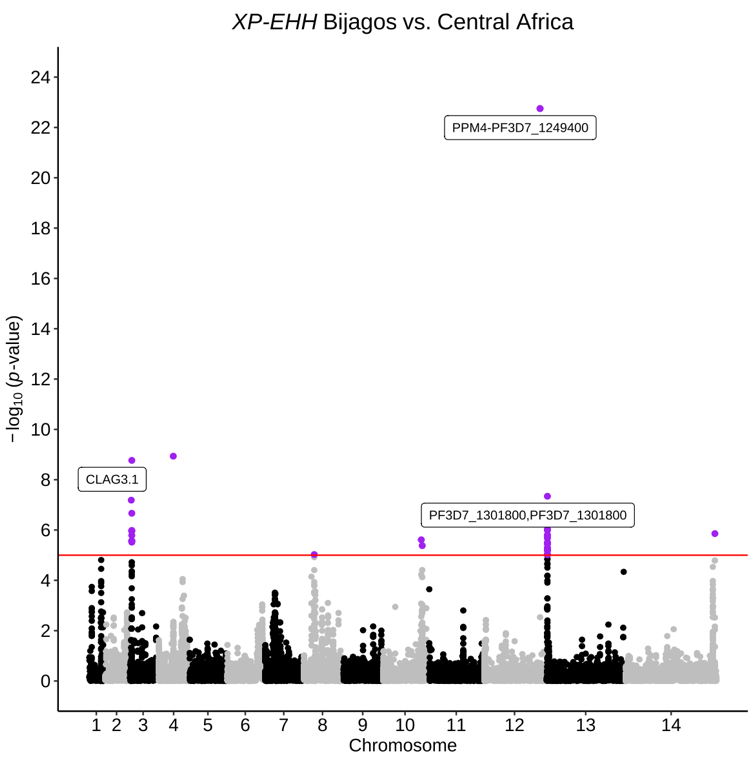 XP-EHH Bijagos vs. Central Africa
24
22
20
18
16
14
12
10
8
6
4
2
0
− log10 (p-value)
PPM4-PF3D7_1249400
CLAG3.1
PF3D7_1301800,PF3D7_1301800
1 2 3 4 5 6 7 8 9 10 11 12 13 14
Chromosome